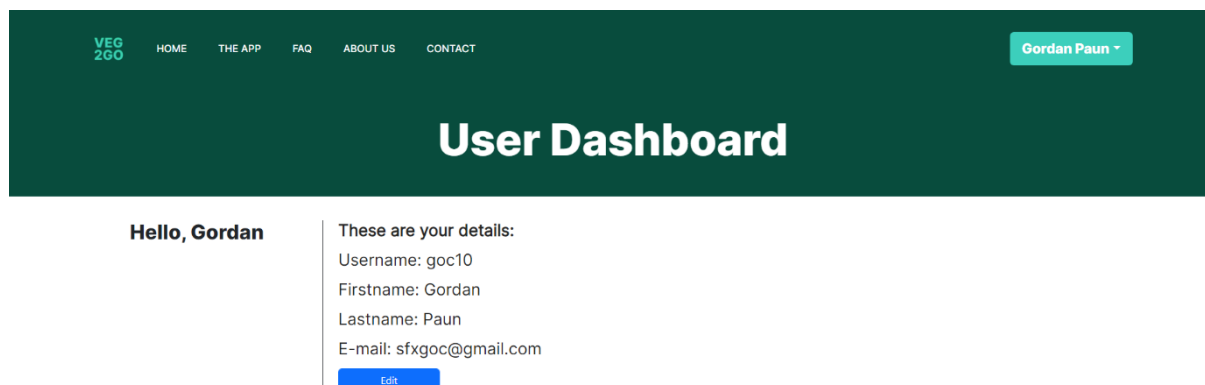 VEG
2GO
HOME THE APP FAQ ABOUT US CONTACT
Gordan Paun
User Dashboard
Hello, Gordan
These are your details:
Username: goc10
Firstname: Gordan
Lastname: Paun
E-mail: sfxgoc@gmail.com
Edit